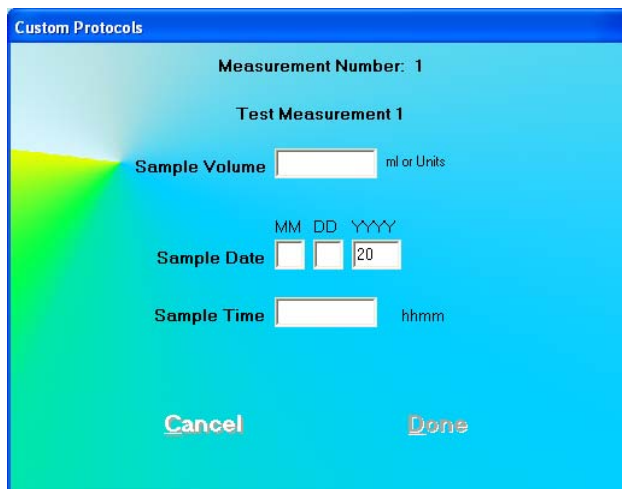 Custom Protocols
Measurement Number: 1
Test Measurement 1
Sample Volume ml or Units
MM DD YYYY
Sample Date 20
Sample Time hhmm
Cancel Done